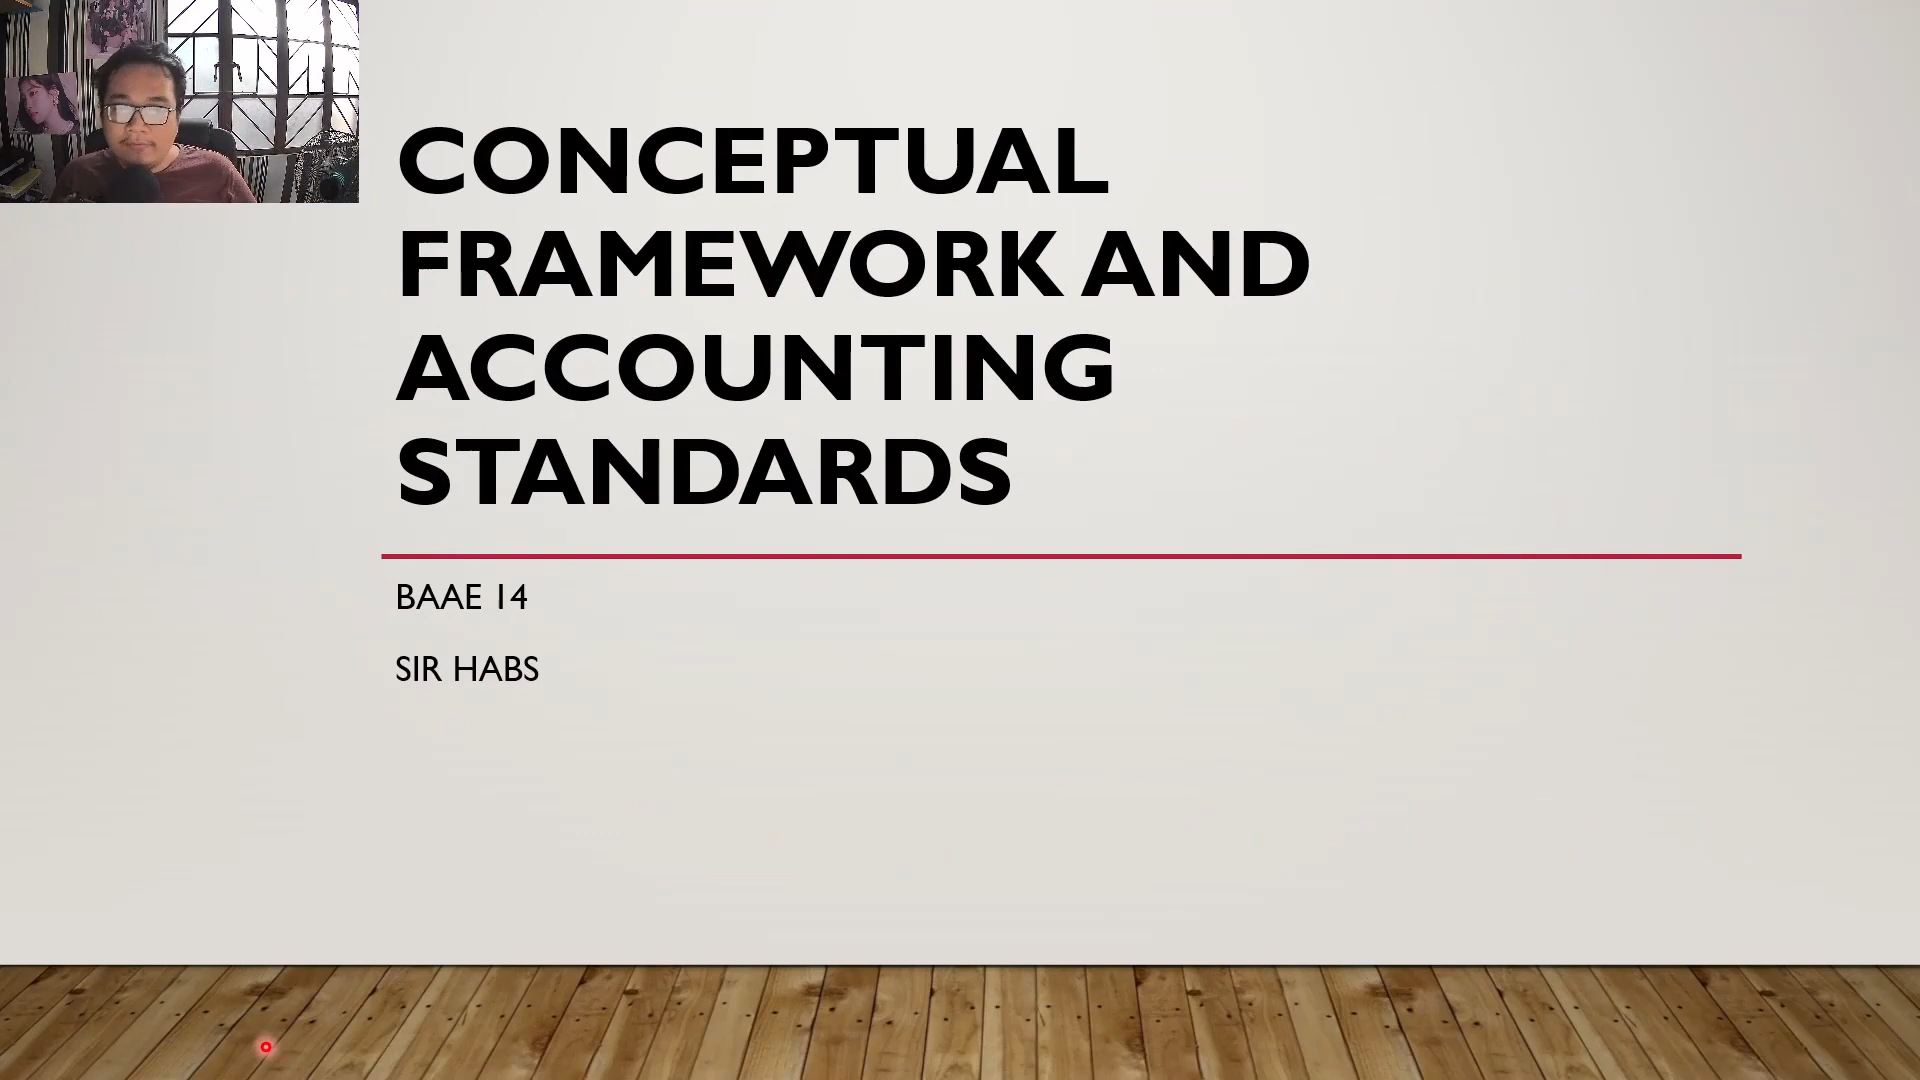 CONCEPTUAL
FRAMEWORK AND
ACCOUNTING
STANDARDS
BAAE 14
SIR HABS